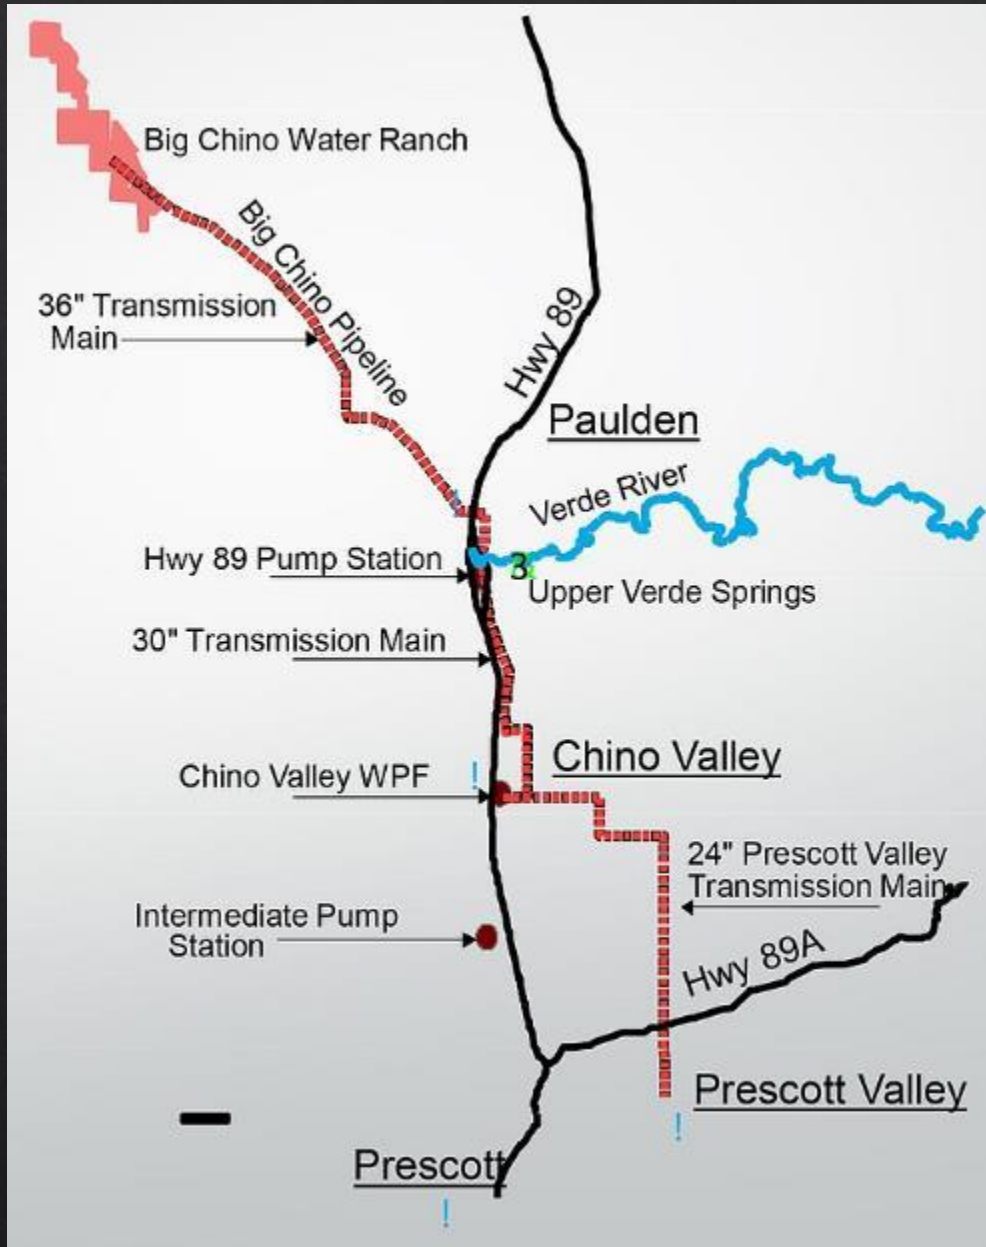 Big Chino Water Ranch
Big Chino Pipeline
36" Transmission
Main
Hwy 89
Paulden
Verde River
Hwy 89 Pump Station
3
Upper Verde Springs
30" Transmission Main
Chino Valley
Chino Valley WPF
!
24" Prescott Valley
Transmission Main
Intermediate Pump
Station
Hwy 89A
Prescott Valley
!
Prescott
!